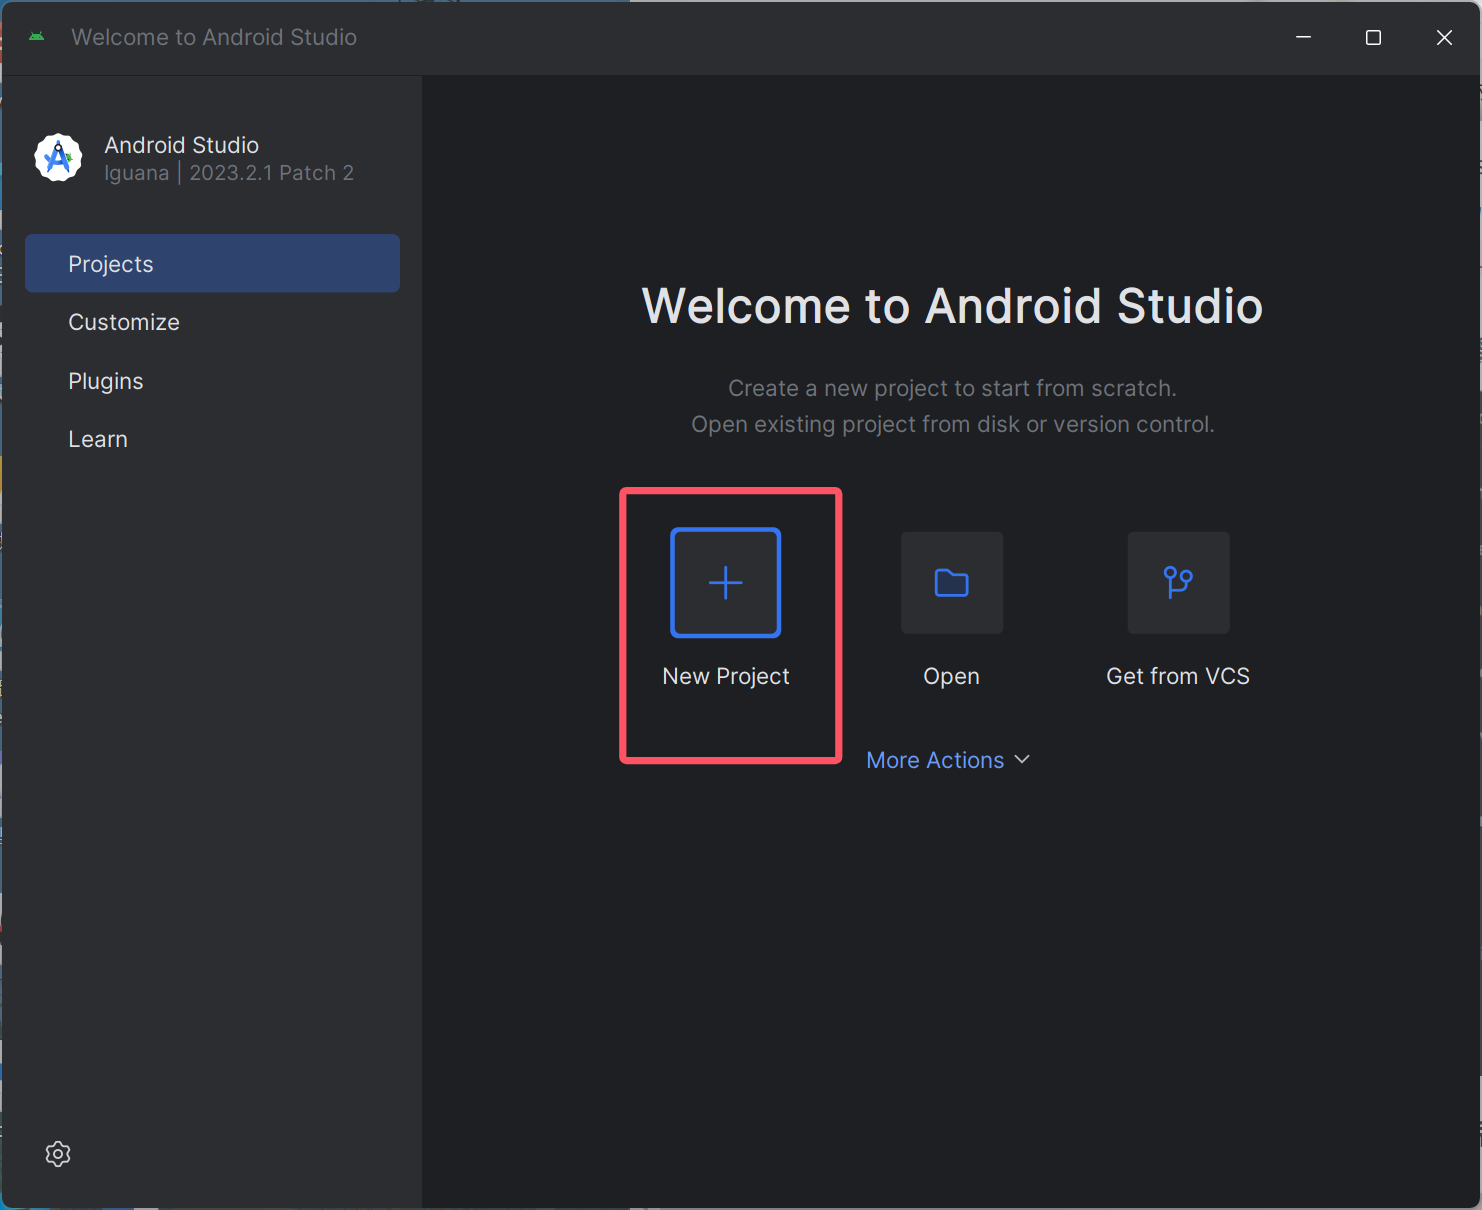 Welcome to Android Studio
Android Studio
Iguana | 2023.2.1 Patch 2
Projects
Customize
Plugins
Learn
Welcome to Android Studio
Create a new project to start from scratch.
Open existing project from disk or version control.
New Project
Open
Get from VCS
More Actions